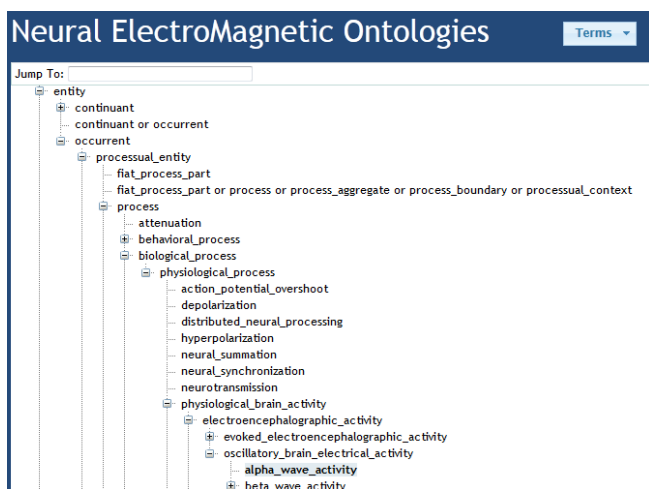 Neural ElectroMagnetic Ontologies
Terms
Jump To:
entity
continuant
continuant or occurrent
occurrent
processual_entity
fiat_process_part
fiat_process_part or process or process_aggregate or process_boundary or processual_context
process
attenuation
behavioral_process
biological_process
physiological_process
action_potential_overshoot
depolarization
distributed_neural_processing
hyperpolarization
neural_summation
neural_synchronization
neurotransmission
physiological_brain_activity
electroencephalographic_activity
evoked_electroencephalographic_activity
oscillatory_brain_electrical_activity
alpha_wave_activity
beta_wave_activity